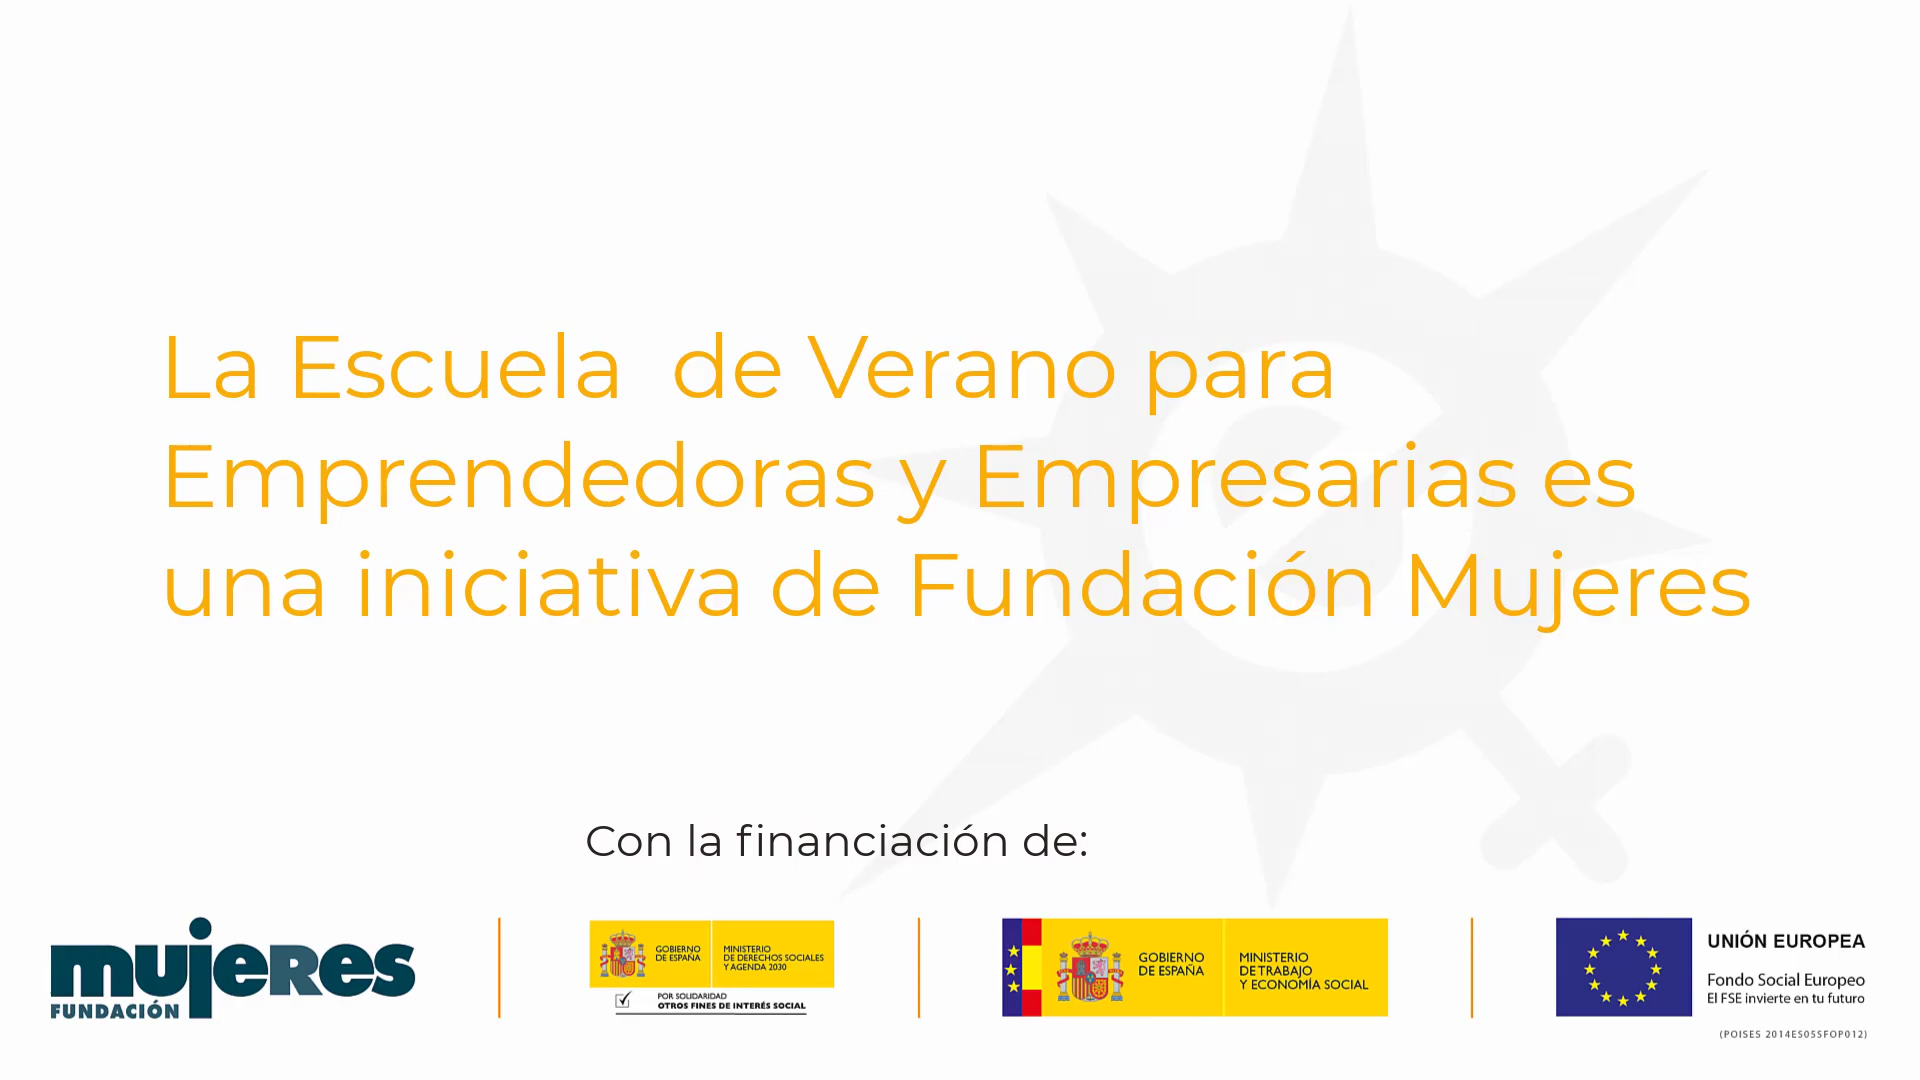 La Escuela  de Verano para
Emprendedoras y Empresarias es
una iniciativa de Fundación Mujeres
Con la financiación de:
mujeRes
FUNDACIÓN
GOBIERNO
DE ESPAÑA
MINISTERIO
DE DERECHOS SOCIALES
Y AGENDA 2030
POR SOLIDARIDAD
OTROS FINES DE INTERÉS SOCIAL
GOBIERNO
DE ESPAÑA
MINISTERIO
DE TRABAJO
Y ECONOMÍA SOCIAL
UNIÓN EUROPEA
Fondo Social Europeo
El FSE invierte en tu futuro
(POISES 2014ES05SFOP012)